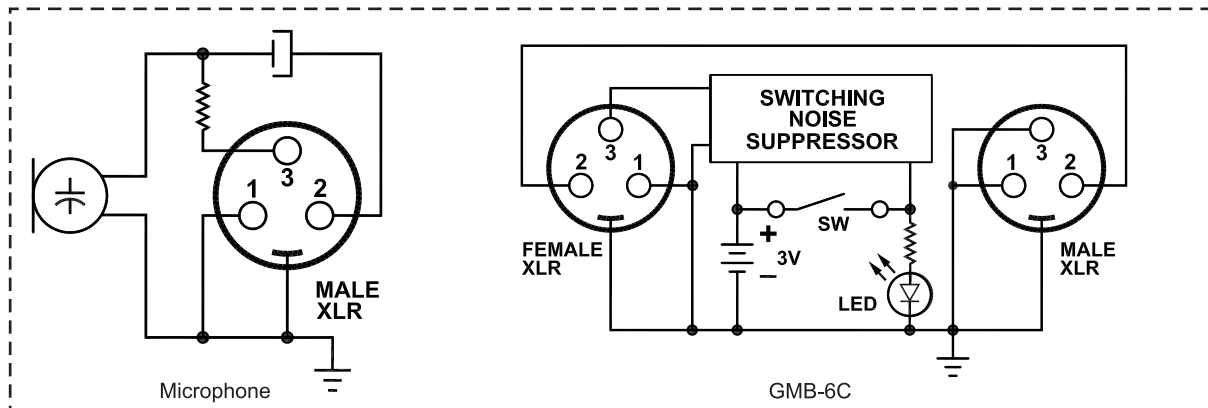 3
1
2
MALE
XLR
Microphone
SWITCHING
NOISE
SUPPRESSOR
2
3
1
FEMALE
XLR
+
3V
−
SW
LED
1
3
2
MALE
XLR
GMB-6C